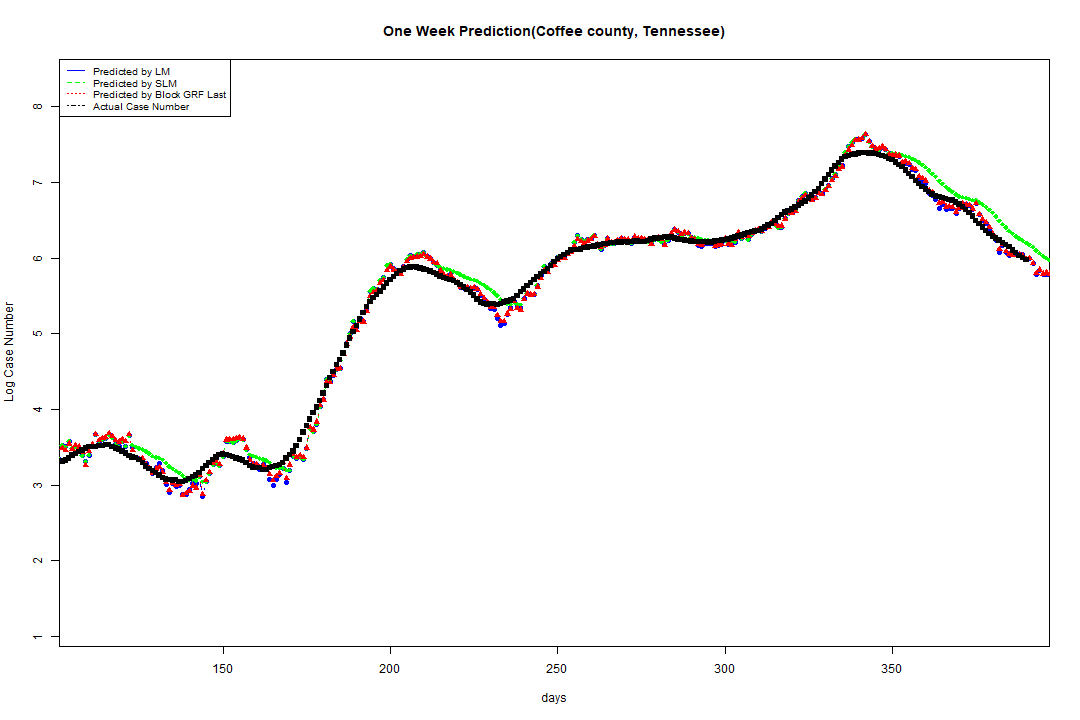 One Week Prediction(Coffee county, Tennessee)
Predicted by LM
Predicted by SLM
Predicted by Block GRF Last
Actual Case Number
8
7
6
5
4
3
2
1
Log Case Number
150 200 250 300 350
days